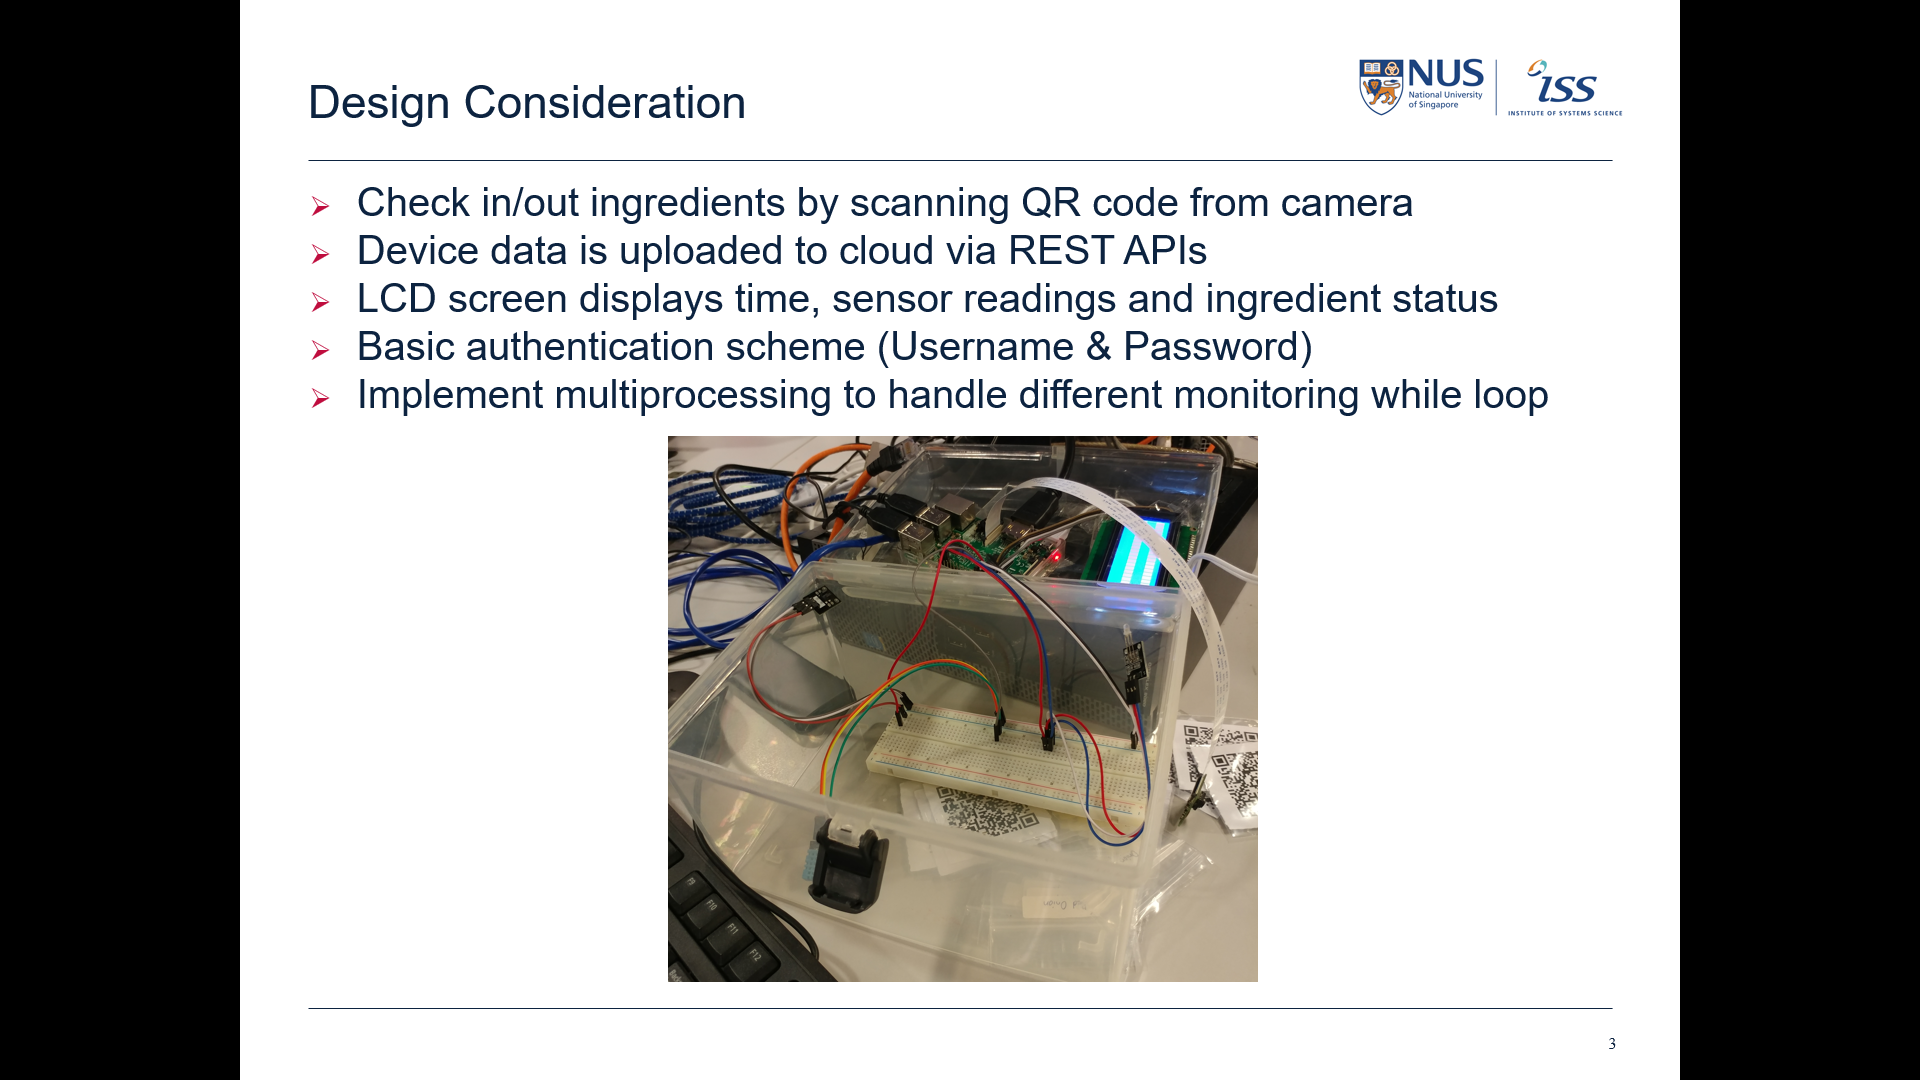 Design Consideration
NUS
National University
of Singapore
iss
INSTITUTE OF SYSTEMS SCIENCE
Check in/out ingredients by scanning QR code from camera
Device data is uploaded to cloud via REST APIs
LCD screen displays time, sensor readings and ingredient status
Basic authentication scheme (Username & Password)
Implement multiprocessing to handle different monitoring while loop
F9
F10
F11
F12
3